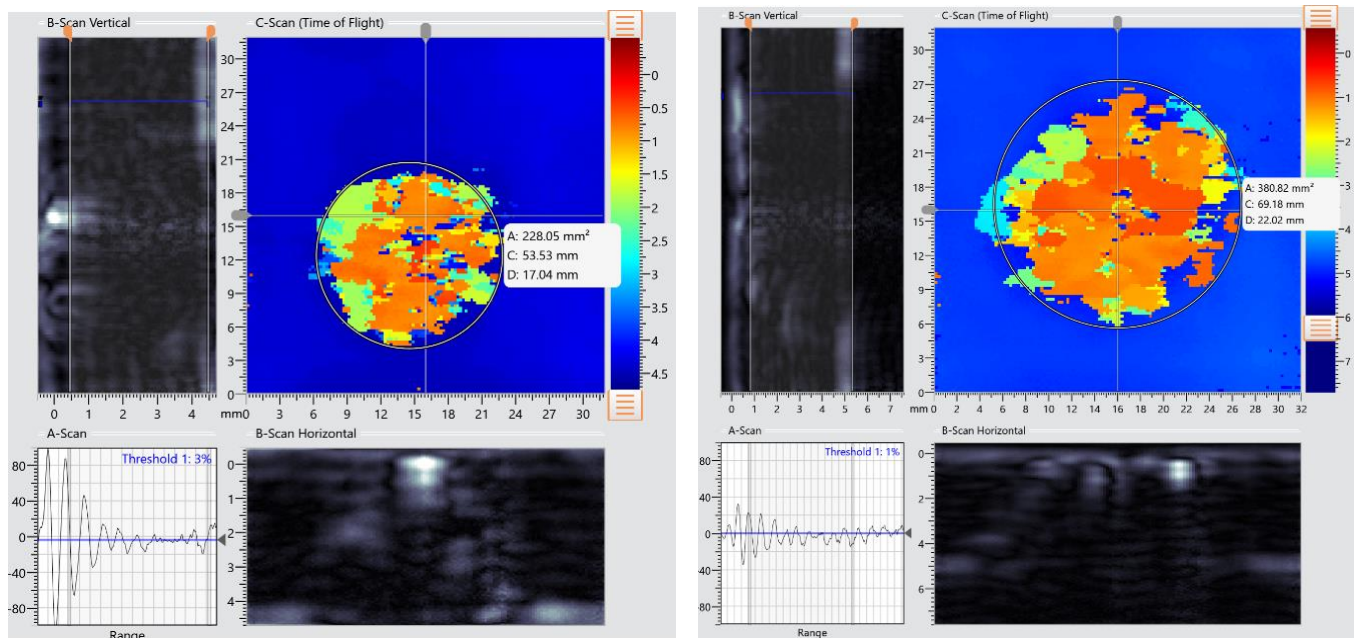 B-Scan Vertical
C-Scan (Time of Flight)
30
27
24
21
18
15
12
9
6
3
0
A: 228.05 mm²
C: 53.53 mm
D: 17.04 mm
0
-0.5
-1
-1.5
-2
-2.5
-3
-3.5
-4
-4.5
0 1 2 3 4 mm 0 3 6 9 12 15 18 21 24 27 30
A-Scan
B-Scan Horizontal
Threshold 1: 3%
80
40
0
-40
-80
0
1
2
3
4
Range
B-Scan Vertical
C-Scan (Time of Flight)
30
27
24
21
18
15
12
9
6
3
0
A: 380.82 mm²
C: 69.18 mm
D: 22.02 mm
0
-1
-2
-3
-4
-5
-6
-7
0 1 2 3 4 5 6 7 mm 0 2 4 6 8 10 12 14 16 18 20 22 24 26 28 30 32
A-Scan
B-Scan Horizontal
Threshold 1: 1%
80
40
0
-40
-80
0
2
4
6
Range